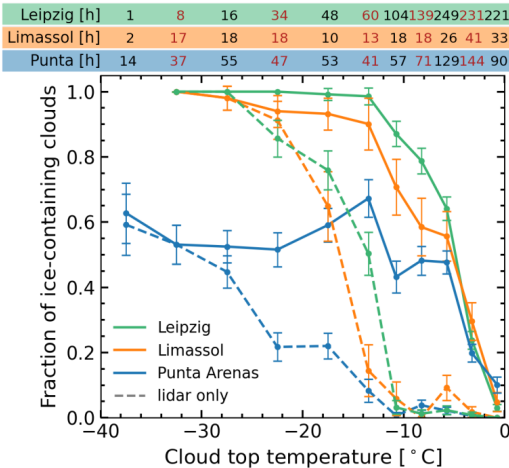 Leipzig [h] 1 8 16 34 48 60 104 139 249 231 221
Limassol [h] 2 17 18 18 10 13 18 18 26 41 33
Punta [h] 14 37 55 47 53 41 57 71 129 144 90
1.0
0.8
0.6
0.4
0.2
0.0
Fraction of ice-containing clouds
Leipzig
Limassol
Punta Arenas
lidar only
−40 −30 −20 −10 0
Cloud top temperature [°C]